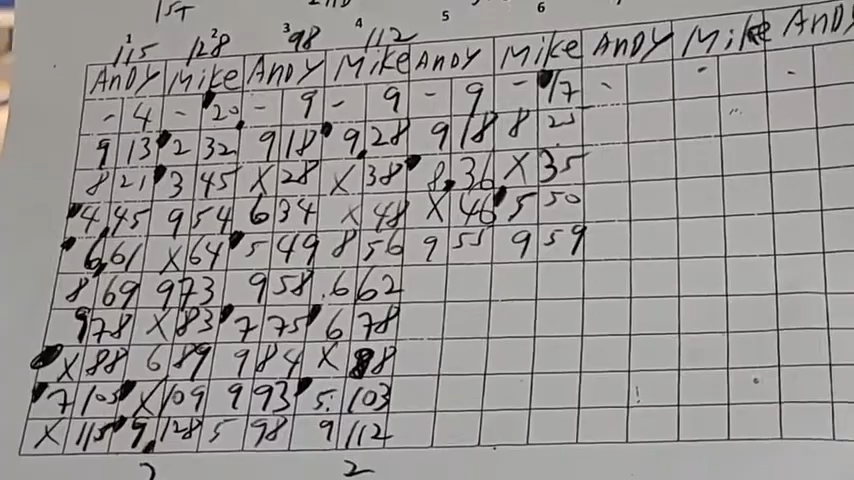 1ST
1 2 3 4 5 6
115 128 98 112
ANDY Mike ANDY Mike ANDY Mike ANDY Mike ANDY
- 4 - 20 - 9 - 9 - 9 - 17 - - -
9 13 2 32 9 18 9 28 9 18 8 25
8 21 3 45 X 28 X 38 8 36 X 35
4 45 9 54 6 34 X 48 X 46 5 50
6 61 X 64 5 49 8 56 9 55 9 59
8 69 9 73 9 58 6 62
9 78 X 83 7 75 6 78
X 88 6 89 9 84 X 88
7 105 X 109 9 93 5 103
X 115 9 128 5 98 9 112
2 2